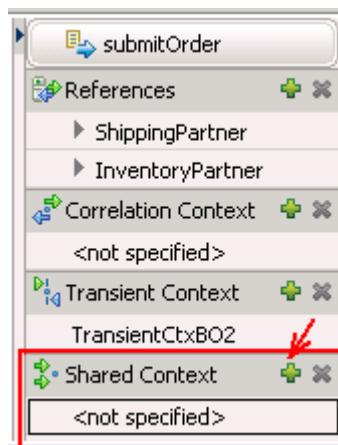 submitOrder
References
ShippingPartner
InventoryPartner
Correlation Context
<not specified>
Transient Context
TransientCtxBO2
Shared Context
<not specified>